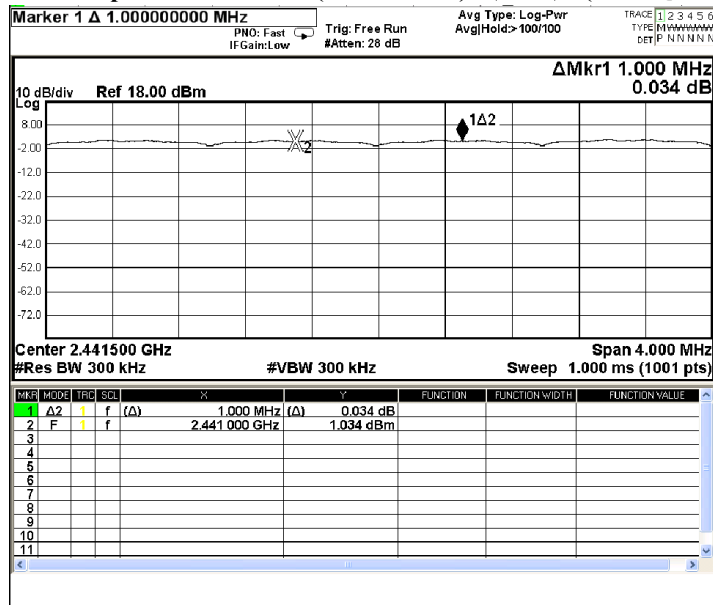 Marker 1 Δ 1.000000000 MHz
PNO: Fast
IFGain:Low
Trig: Free Run
#Atten: 28 dB
Avg Type: Log-Pwr
Avg|Hold:>100/100
TRACE 1 2 3 4 5 6
TYPE M
DET P N N N N N
ΔMkr1 1.000 MHz
0.034 dB
10 dB/div Ref 18.00 dBm
Log
8.00
-2.00
-12.0
-22.0
-32.0
-42.0
-52.0
-62.0
-72.0
1Δ2
2
Center 2.441500 GHz
Span 4.000 MHz
#Res BW 300 kHz
#VBW 300 kHz
Sweep 1.000 ms (1001 pts)
MKR MODE TRC SCL X Y FUNCTION FUNCTION WIDTH FUNCTION VALUE
1 Δ2 1 f (Δ) 1.000 MHz (Δ) 0.034 dB
2 F 1 f 2.441 000 GHz 1.034 dBm
3
4
5
6
7
8
9
10
11